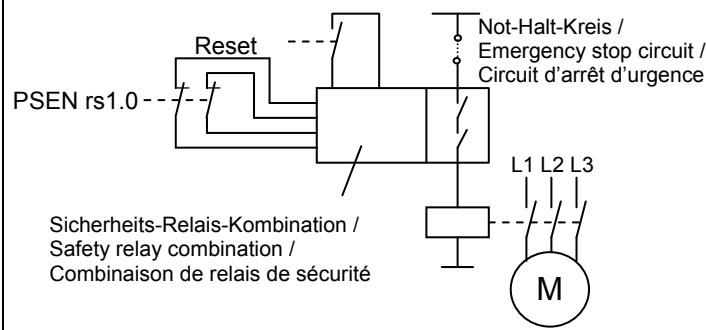 Reset
Not-Halt-Kreis /
Emergency stop circuit /
Circuit d'arrêt d'urgence
PSEN rs1.0
L1 L2 L3
Sicherheits-Relais-Kombination /
Safety relay combination /
Combinaison de relais de sécurité
M